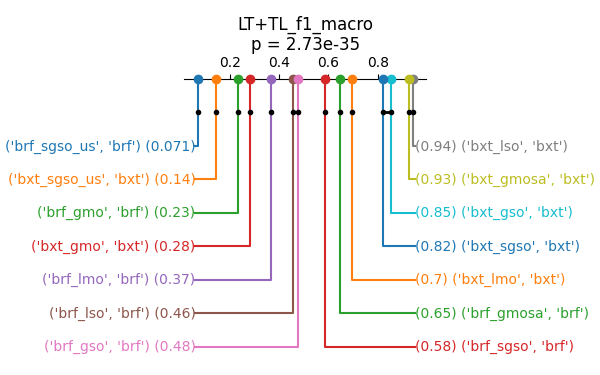 LT+TL_f1_macro
p = 2.73e-35
0.2 0.4 0.6 0.8
('brf_sgso_us', 'brf') (0.071)
('bxt_sgso_us', 'bxt') (0.14)
('brf_gmo', 'brf') (0.23)
('bxt_gmo', 'bxt') (0.28)
('brf_lmo', 'brf') (0.37)
('brf_lso', 'brf') (0.46)
('brf_gso', 'brf') (0.48)
(0.94) ('bxt_lso', 'bxt')
(0.93) ('bxt_gmosa', 'bxt')
(0.85) ('bxt_gso', 'bxt')
(0.82) ('bxt_sgso', 'bxt')
(0.7) ('bxt_lmo', 'bxt')
(0.65) ('brf_gmosa', 'brf')
(0.58) ('brf_sgso', 'brf')